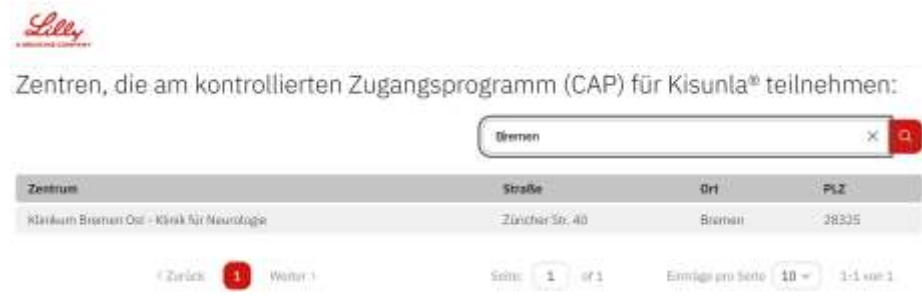 Lilly
A MEDICINE COMPANY
Zentren, die am kontrollierten Zugangsprogramm (CAP) für Kisunla® teilnehmen:
Bremen ×
Zentrum Straße Ort PLZ
Klinikum Bremen Ost - Klinik für Neurologie Züricher Str. 40 Bremen 28325
‹ Zurück 1 Weiter › Seite: 1 of 1 Einträge pro Seite 10 1-1 von 1